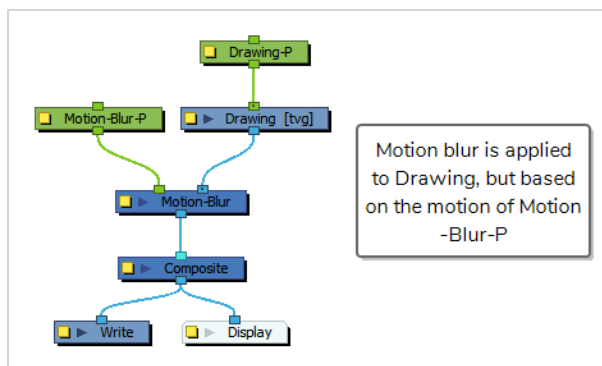 Drawing-P
Motion-Blur-P
Drawing [tvg]
Motion blur is applied
to Drawing, but based
on the motion of Motion
-Blur-P
Motion-Blur
Composite
Write
Display